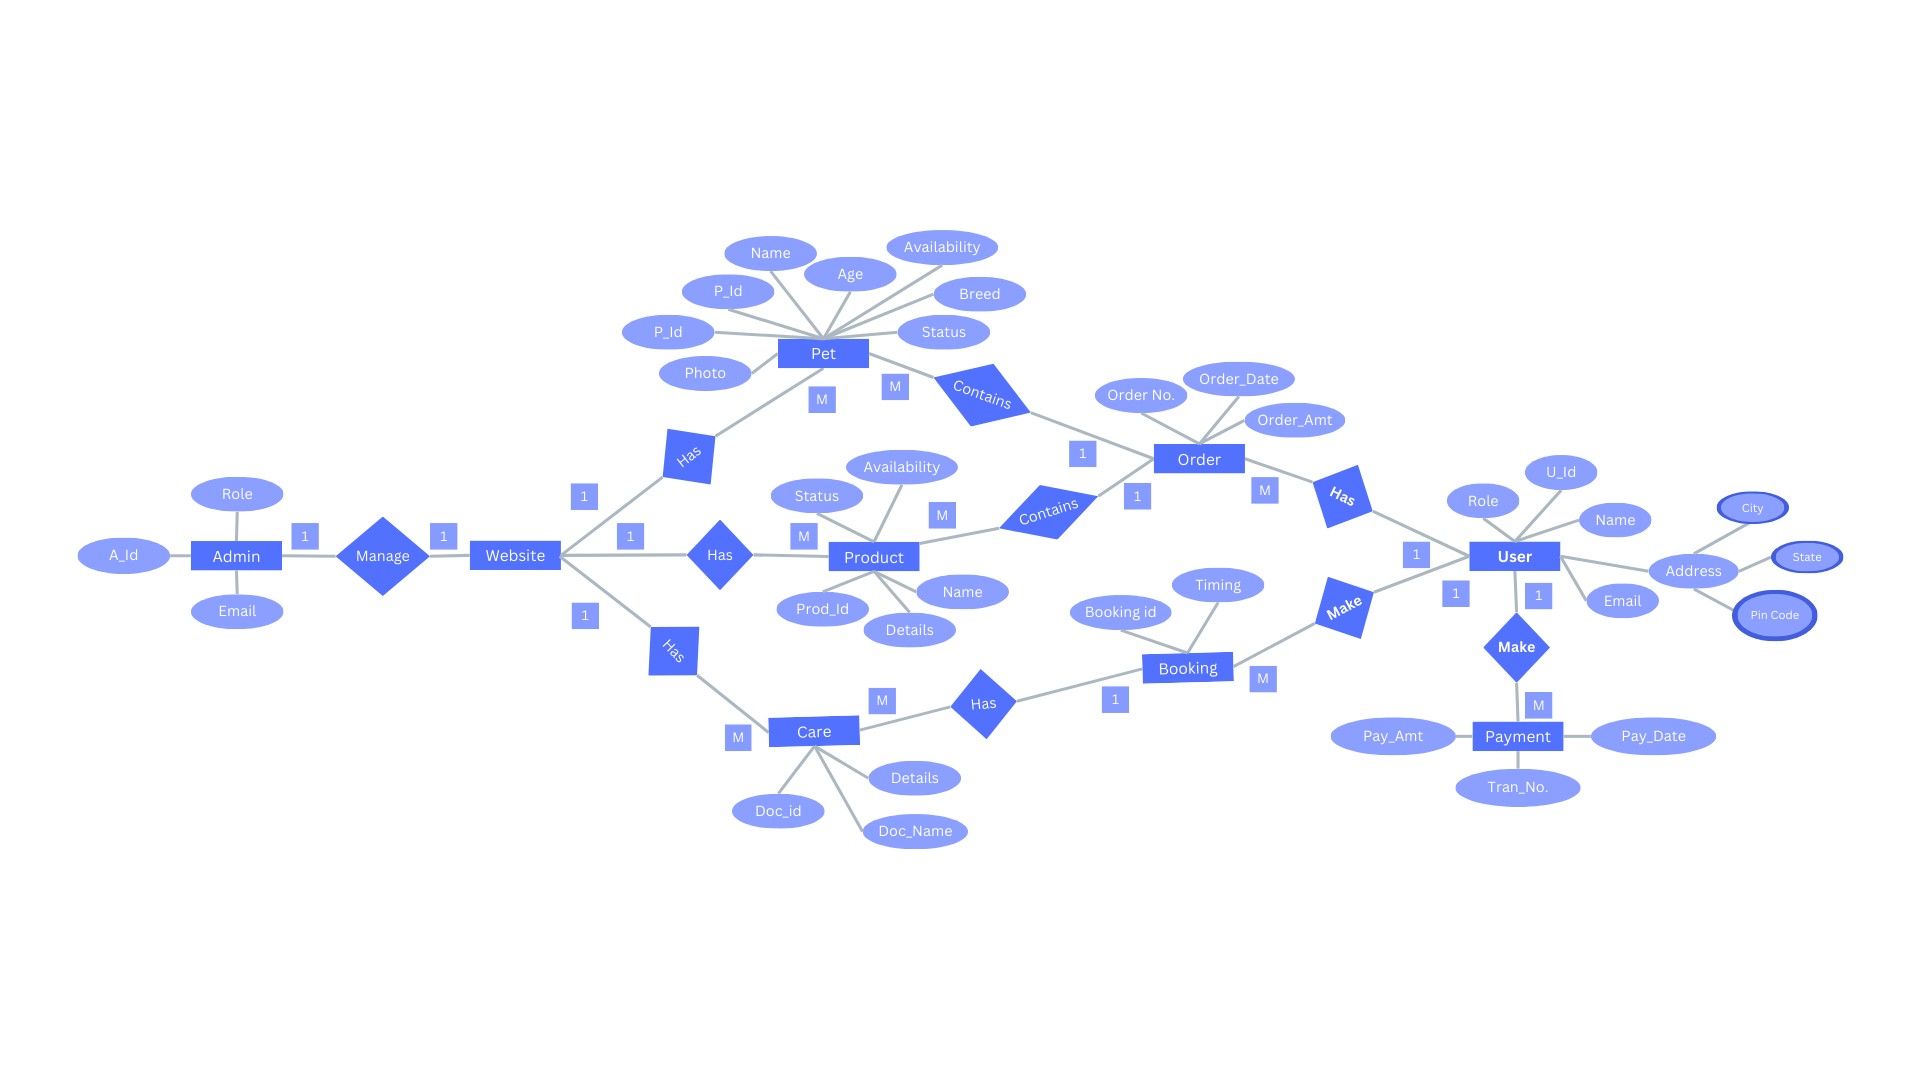 Name
Availability
Age
P_Id
Breed
P_Id
Status
Pet
Photo
M
M
Contains
Order_Date
Order No.
Order_Amt
Has
1
Order
Availability
Status
1
1
M
Has
U_Id
Role
Name
City
Role
1
Contains
M
1
1
1
M
A_Id
Admin
Manage
Website
Has
Product
1
User
State
Address
Email
Prod_Id
Name
Details
Timing
Booking id
Make
1
1
Email
Pin Code
1
Has
Booking
M
Make
M
Has
1
M
Care
M
Pay_Amt
Payment
Pay_Date
Details
Tran_No.
Doc_id
Doc_Name